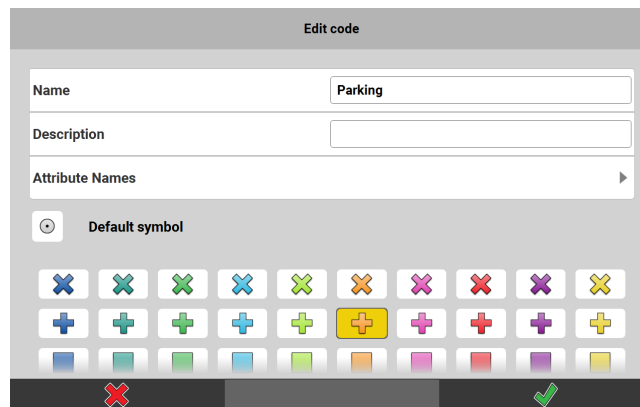 Edit code
Name Parking
Description
Attribute Names
Default symbol